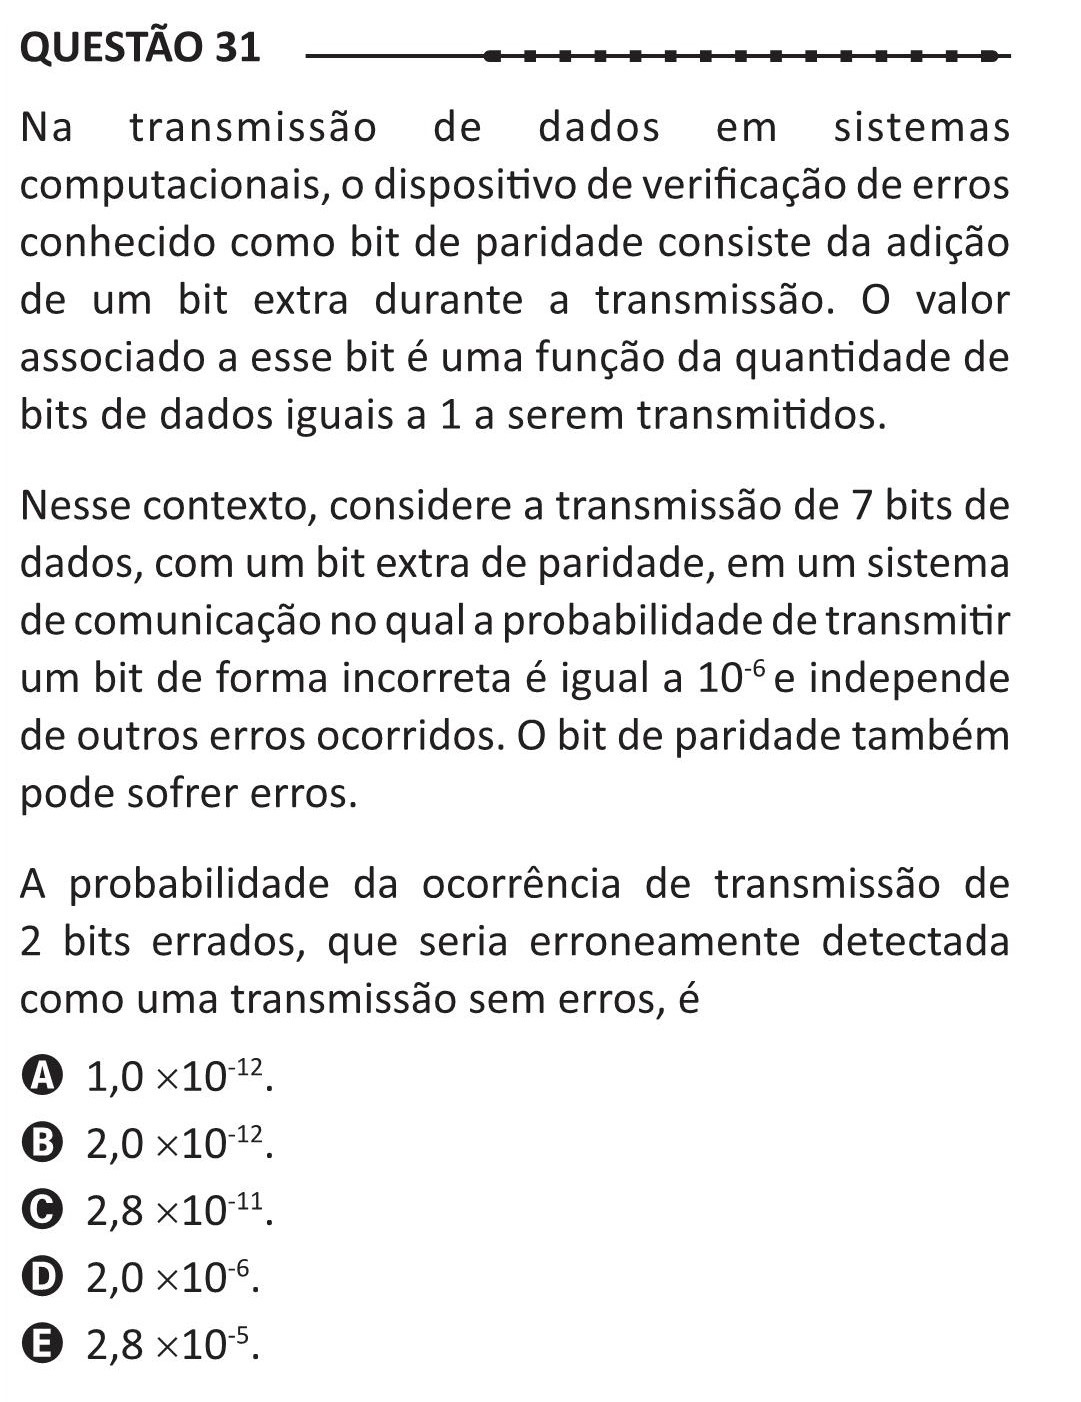 QUESTÃO 31
Na transmissão de dados em sistemas
computacionais, o dispositivo de verificação de erros
conhecido como bit de paridade consiste da adição
de um bit extra durante a transmissão. O valor
associado a esse bit é uma função da quantidade de
bits de dados iguais a 1 a serem transmitidos.
Nesse contexto, considere a transmissão de 7 bits de
dados, com um bit extra de paridade, em um sistema
de comunicação no qual a probabilidade de transmitir
um bit de forma incorreta é igual a 10⁻⁶ e independe
de outros erros ocorridos. O bit de paridade também
pode sofrer erros.
A probabilidade da ocorrência de transmissão de
2 bits errados, que seria erroneamente detectada
como uma transmissão sem erros, é
A 1,0 ×10⁻¹².
B 2,0 ×10⁻¹².
C 2,8 ×10⁻¹¹.
D 2,0 ×10⁻⁶.
E 2,8 ×10⁻⁵.